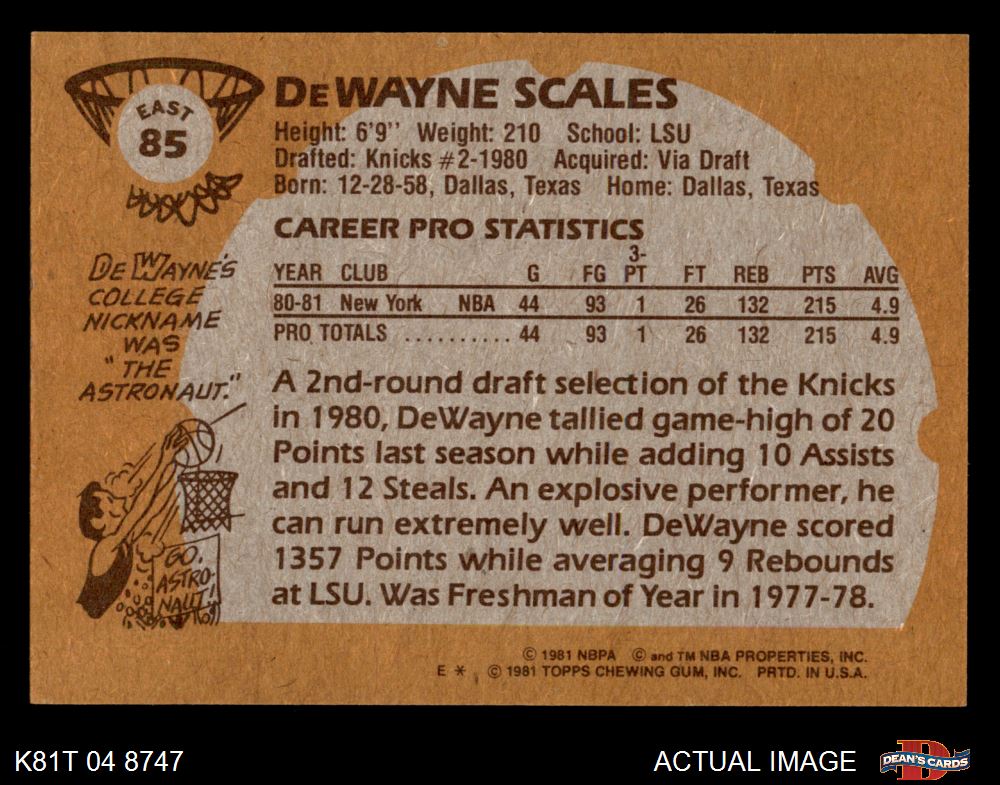 EAST
85
DeWAYNE SCALES
Height: 6'9'' Weight: 210 School: LSU
Drafted: Knicks #2-1980 Acquired: Via Draft
Born: 12-28-58, Dallas, Texas Home: Dallas, Texas
CAREER PRO STATISTICS
YEAR CLUB G FG 3-PT FT REB PTS AVG
80-81 New York NBA 44 93 1 26 132 215 4.9
PRO TOTALS .......... 44 93 1 26 132 215 4.9
DeWayne's
COLLEGE
NICKNAME
WAS
"THE
ASTRONAUT."
GO,
ASTRO-
NAUT!
A 2nd-round draft selection of the Knicks
in 1980, DeWayne tallied game-high of 20
Points last season while adding 10 Assists
and 12 Steals. An explosive performer, he
can run extremely well. DeWayne scored
1357 Points while averaging 9 Rebounds
at LSU. Was Freshman of Year in 1977-78.
© 1981 NBPA © and TM NBA PROPERTIES, INC.
E * © 1981 TOPPS CHEWING GUM, INC. PRTD. IN U.S.A.
K81T 04 8747
ACTUAL IMAGE
D
DEAN'S CARDS